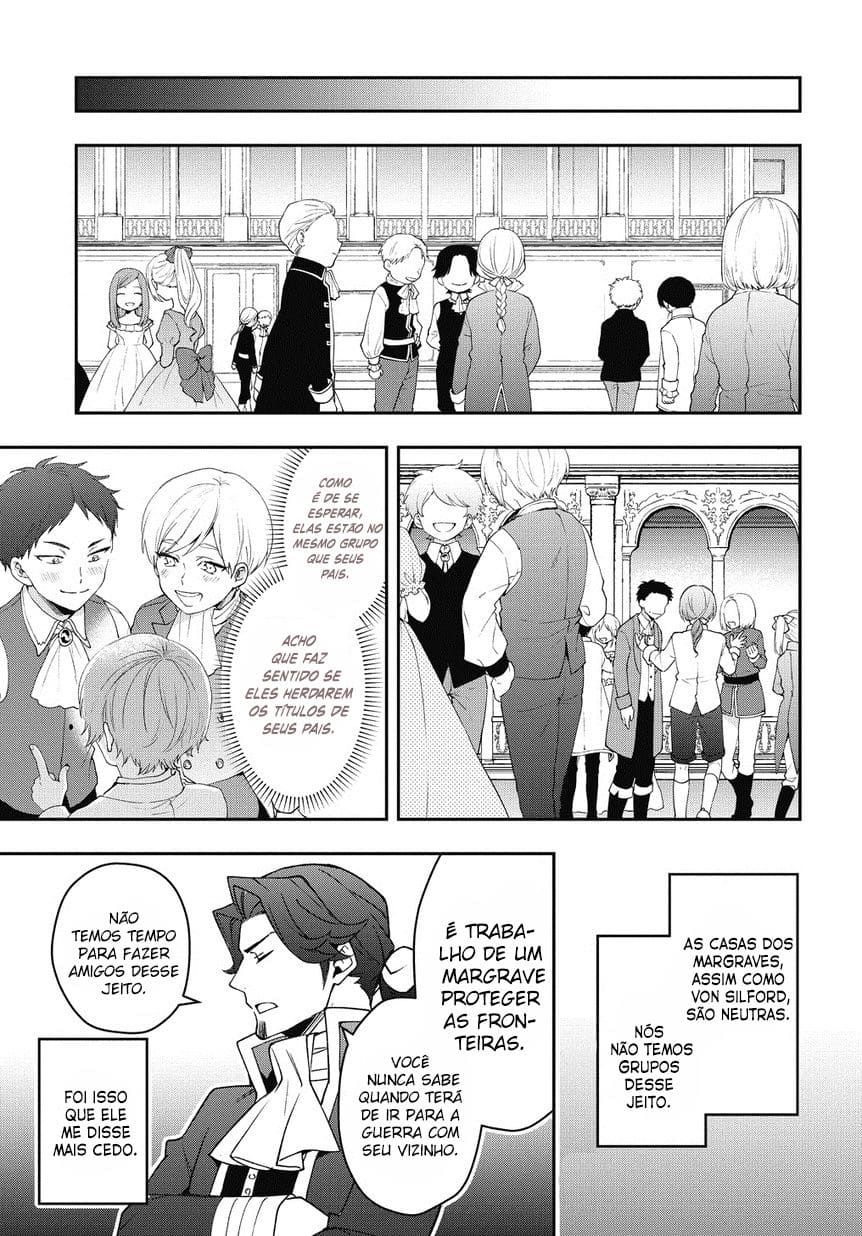 COMO
É DE SE
ESPERAR,
ELAS ESTÃO NO
MESMO GRUPO
QUE SEUS
PAIS.
ACHO
QUE FAZ
SENTIDO SE
ELES HERDAREM
OS TÍTULOS DE
SEUS PAIS.
AS CASAS DOS
MARGRAVES,
ASSIM COMO
VON SILFORD,
SÃO NEUTRAS.
NÓS
NÃO TEMOS
GRUPOS
DESSE
JEITO.
É TRABA-
LHO DE UM
MARGRAVE
PROTEGER
AS FRON-
TEIRAS.
VOCÊ
NUNCA SABE
QUANDO TERÁ
DE IR PARA A
GUERRA COM
SEU VIZINHO.
NÃO
TEMOS TEMPO
PARA FAZER
AMIGOS DESSE
JEITO.
FOI ISSO
QUE ELE
ME DISSE
MAIS CEDO.